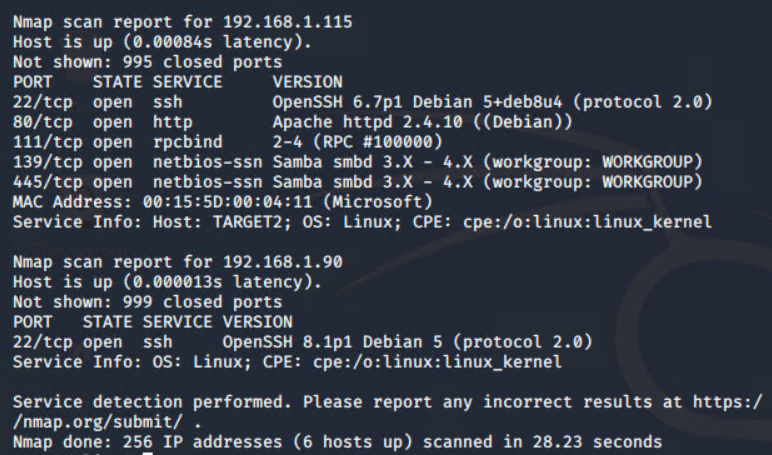 Nmap scan report for 192.168.1.115
Host is up (0.00084s latency).
Not shown: 995 closed ports
PORT    STATE SERVICE     VERSION
22/tcp  open  ssh         OpenSSH 6.7p1 Debian 5+deb8u4 (protocol 2.0)
80/tcp  open  http        Apache httpd 2.4.10 ((Debian))
111/tcp open  rpcbind     2-4 (RPC #100000)
139/tcp open  netbios-ssn Samba smbd 3.X - 4.X (workgroup: WORKGROUP)
445/tcp open  netbios-ssn Samba smbd 3.X - 4.X (workgroup: WORKGROUP)
MAC Address: 00:15:5D:00:04:11 (Microsoft)
Service Info: Host: TARGET2; OS: Linux; CPE: cpe:/o:linux:linux_kernel

Nmap scan report for 192.168.1.90
Host is up (0.000013s latency).
Not shown: 999 closed ports
PORT   STATE SERVICE VERSION
22/tcp open  ssh     OpenSSH 8.1p1 Debian 5 (protocol 2.0)
Service Info: OS: Linux; CPE: cpe:/o:linux:linux_kernel

Service detection performed. Please report any incorrect results at https:/
/nmap.org/submit/ .
Nmap done: 256 IP addresses (6 hosts up) scanned in 28.23 seconds